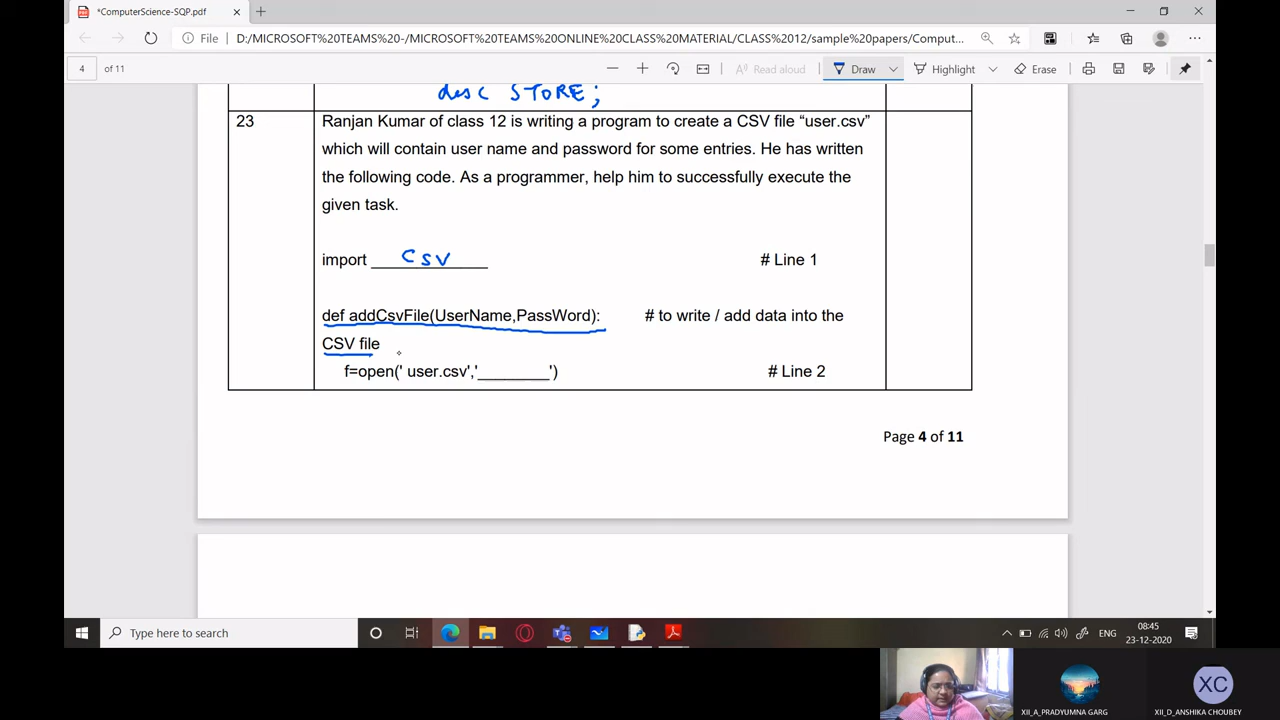 *ComputerScience-SQP.pdf
File
D:/MICROSOFT%20TEAMS%20-/MICROSOFT%20TEAMS%20ONLINE%20CLASS%20MATERIAL/CLASS%2012/sample%20papers/Comput...
4 of 11
Read aloud
Draw
Highlight
Erase
desc STORE;
23
Ranjan Kumar of class 12 is writing a program to create a CSV file “user.csv”
which will contain user name and password for some entries. He has written
the following code. As a programmer, help him to successfully execute the
given task.
import ____csv____ # Line 1
def addCsvFile(UserName,PassWord): # to write / add data into the
CSV file
f=open(' user.csv','________') # Line 2
Page 4 of 11
Type here to search
ENG
08:45
23-12-2020
XC
XII_A_PRADYUMNA GARG
XII_D_ANSHIKA CHOUBEY